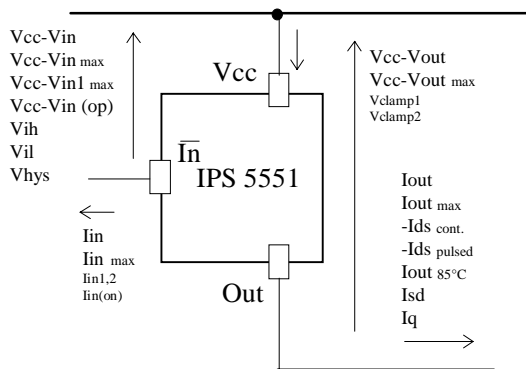 Vcc-Vin
Vcc-Vin max
Vcc-Vin1 max
Vcc-Vin (op)
Vih
Vil
Vhys
Iin
Iin max
Iin1,2
Iin(on)
Vcc
In
IPS 5551
Out
Vcc-Vout
Vcc-Vout max
Vclamp1
Vclamp2
Iout
Iout max
-Ids cont.
-Ids pulsed
Iout 85°C
Isd
Iq